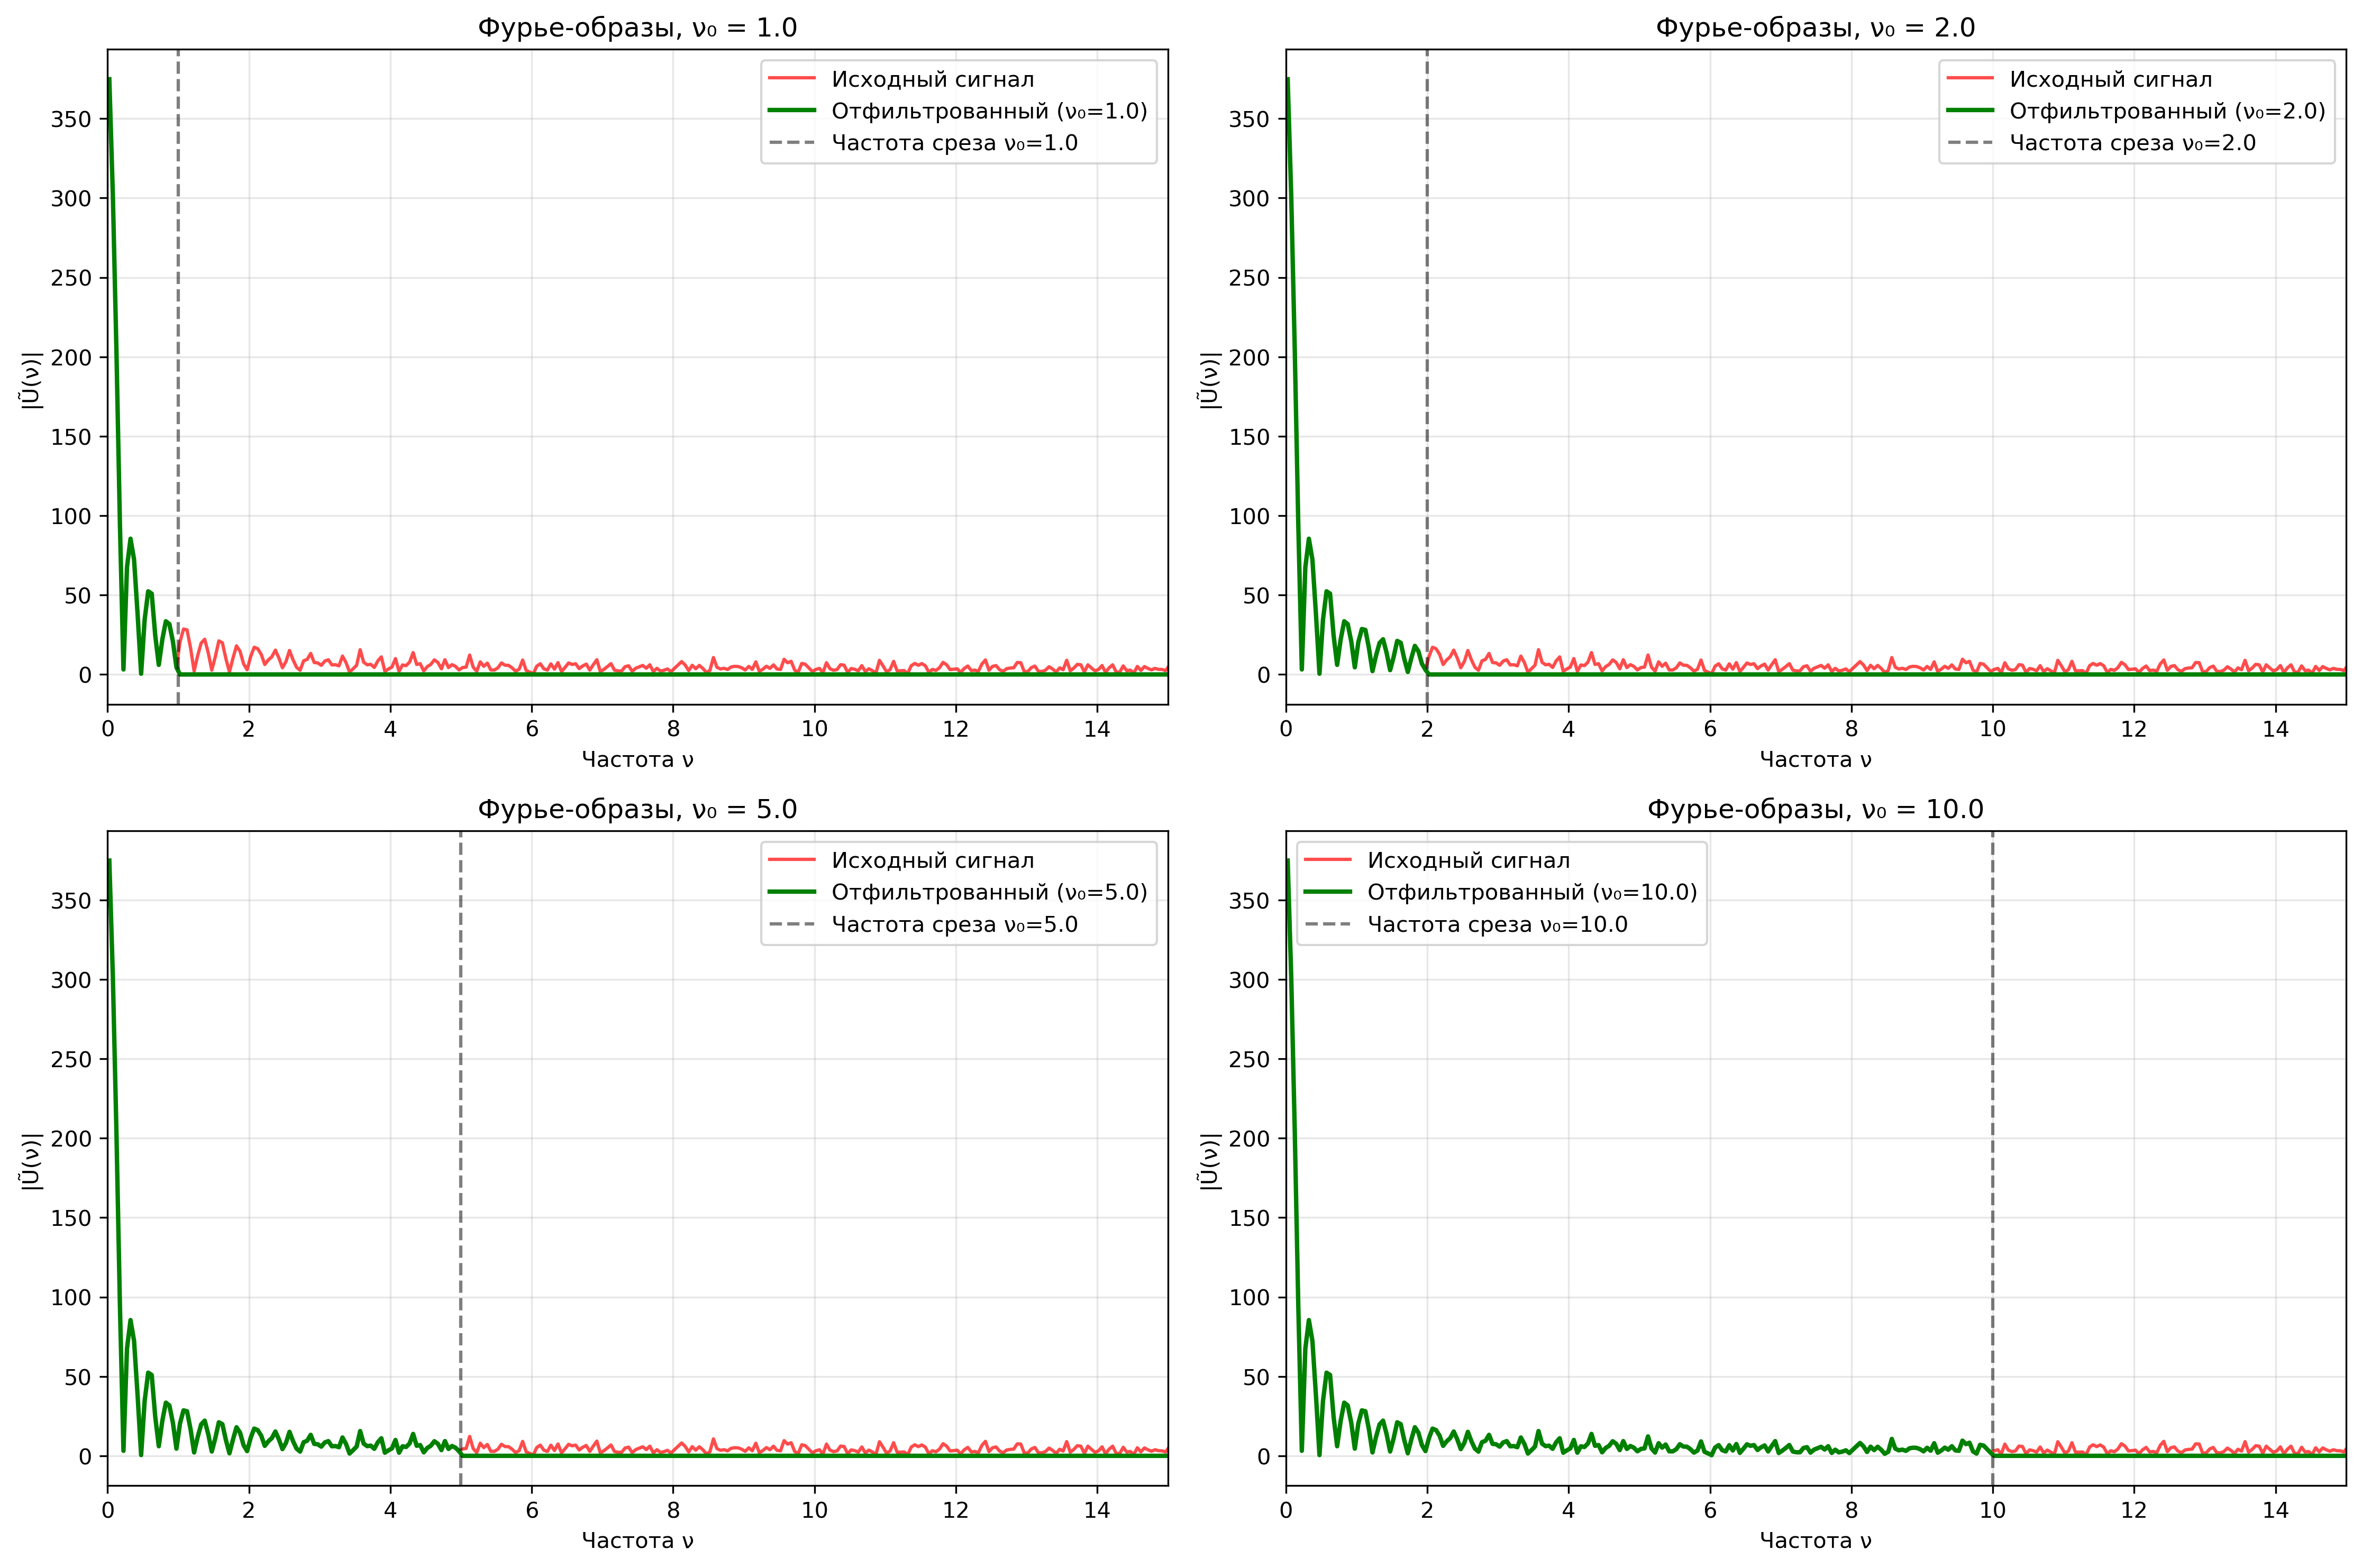 Фурье-образы, ν₀ = 1.0
Исходный сигнал
Отфильтрованный (ν₀=1.0)
Частота среза ν₀=1.0
|Ũ(ν)|
350
300
250
200
150
100
50
0
0 2 4 6 8 10 12 14
Частота ν
Фурье-образы, ν₀ = 2.0
Исходный сигнал
Отфильтрованный (ν₀=2.0)
Частота среза ν₀=2.0
|Ũ(ν)|
350
300
250
200
150
100
50
0
0 2 4 6 8 10 12 14
Частота ν
Фурье-образы, ν₀ = 5.0
Исходный сигнал
Отфильтрованный (ν₀=5.0)
Частота среза ν₀=5.0
|Ũ(ν)|
350
300
250
200
150
100
50
0
0 2 4 6 8 10 12 14
Частота ν
Фурье-образы, ν₀ = 10.0
Исходный сигнал
Отфильтрованный (ν₀=10.0)
Частота среза ν₀=10.0
|Ũ(ν)|
350
300
250
200
150
100
50
0
0 2 4 6 8 10 12 14
Частота ν